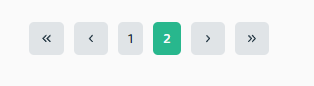 « ‹ 1 2 › »